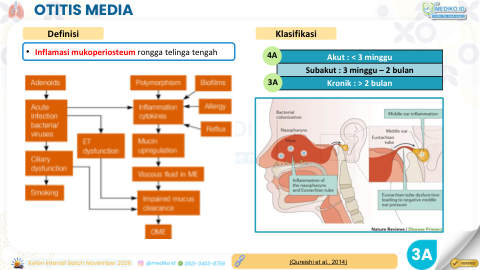 OTITIS MEDIA
MEDIKO.ID
Definisi
Klasifikasi
• Inflamasi mukoperiosteum rongga telinga tengah
4A
Akut : < 3 minggu
Subakut : 3 minggu – 2 bulan
3A
Kronik : > 2 bulan
Adenoids
Polymorphism
Biofilms
Acute
infection
bacteria/
viruses
Inflammation
cytokines
Allergy
Reflux
ET
dysfunction
Mucin
upregulation
Ciliary
dysfunction
Viscous fluid in ME
Smoking
Impaired mucus
clearance
OME
Bacterial
colonization
Nasopharynx
Inflammation of
the nasopharynx
and Eustachian tube
Middle ear inflammation
Middle ear
Eustachian
tube
Eustachian tube dysfunction
leading to negative middle
ear pressure
Nature Reviews | Disease Primers
(Qureishi et al., 2014)
3A